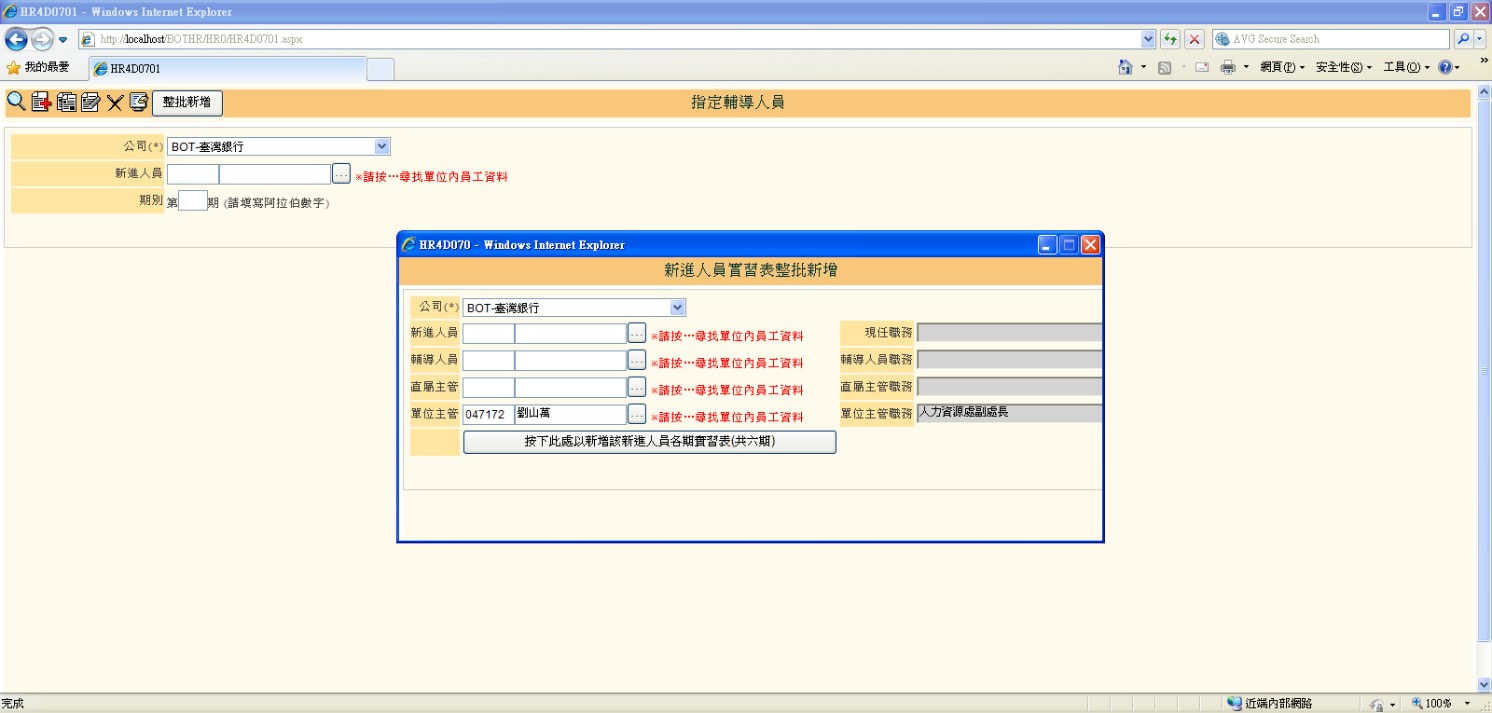 HR4D0701 - Windows Internet Explorer
http://localhost/BOTHR/HR0/HR4D0701.aspx
AVG Secure Search
我的最愛
HR4D0701
網頁(P)
安全性(S)
工具(O)
»
整批新增
指定輔導人員
公司(*)
BOT-臺灣銀行
新進人員
...
※請按…尋找單位內員工資料
期別
第
期 (請填寫阿拉伯數字)
HR4D070 - Windows Internet Explorer
新進人員實習表整批新增
公司(*)
BOT-臺灣銀行
新進人員
...
※請按…尋找單位內員工資料
現任職務
輔導人員
...
※請按…尋找單位內員工資料
輔導人員職務
直屬主管
...
※請按…尋找單位內員工資料
直屬主管職務
單位主管
047172
劉山萬
...
※請按…尋找單位內員工資料
單位主管職務
人力資源處副處長
按下此處以新增該新進人員各期實習表(共六期)
完成
近端內部網路
100%